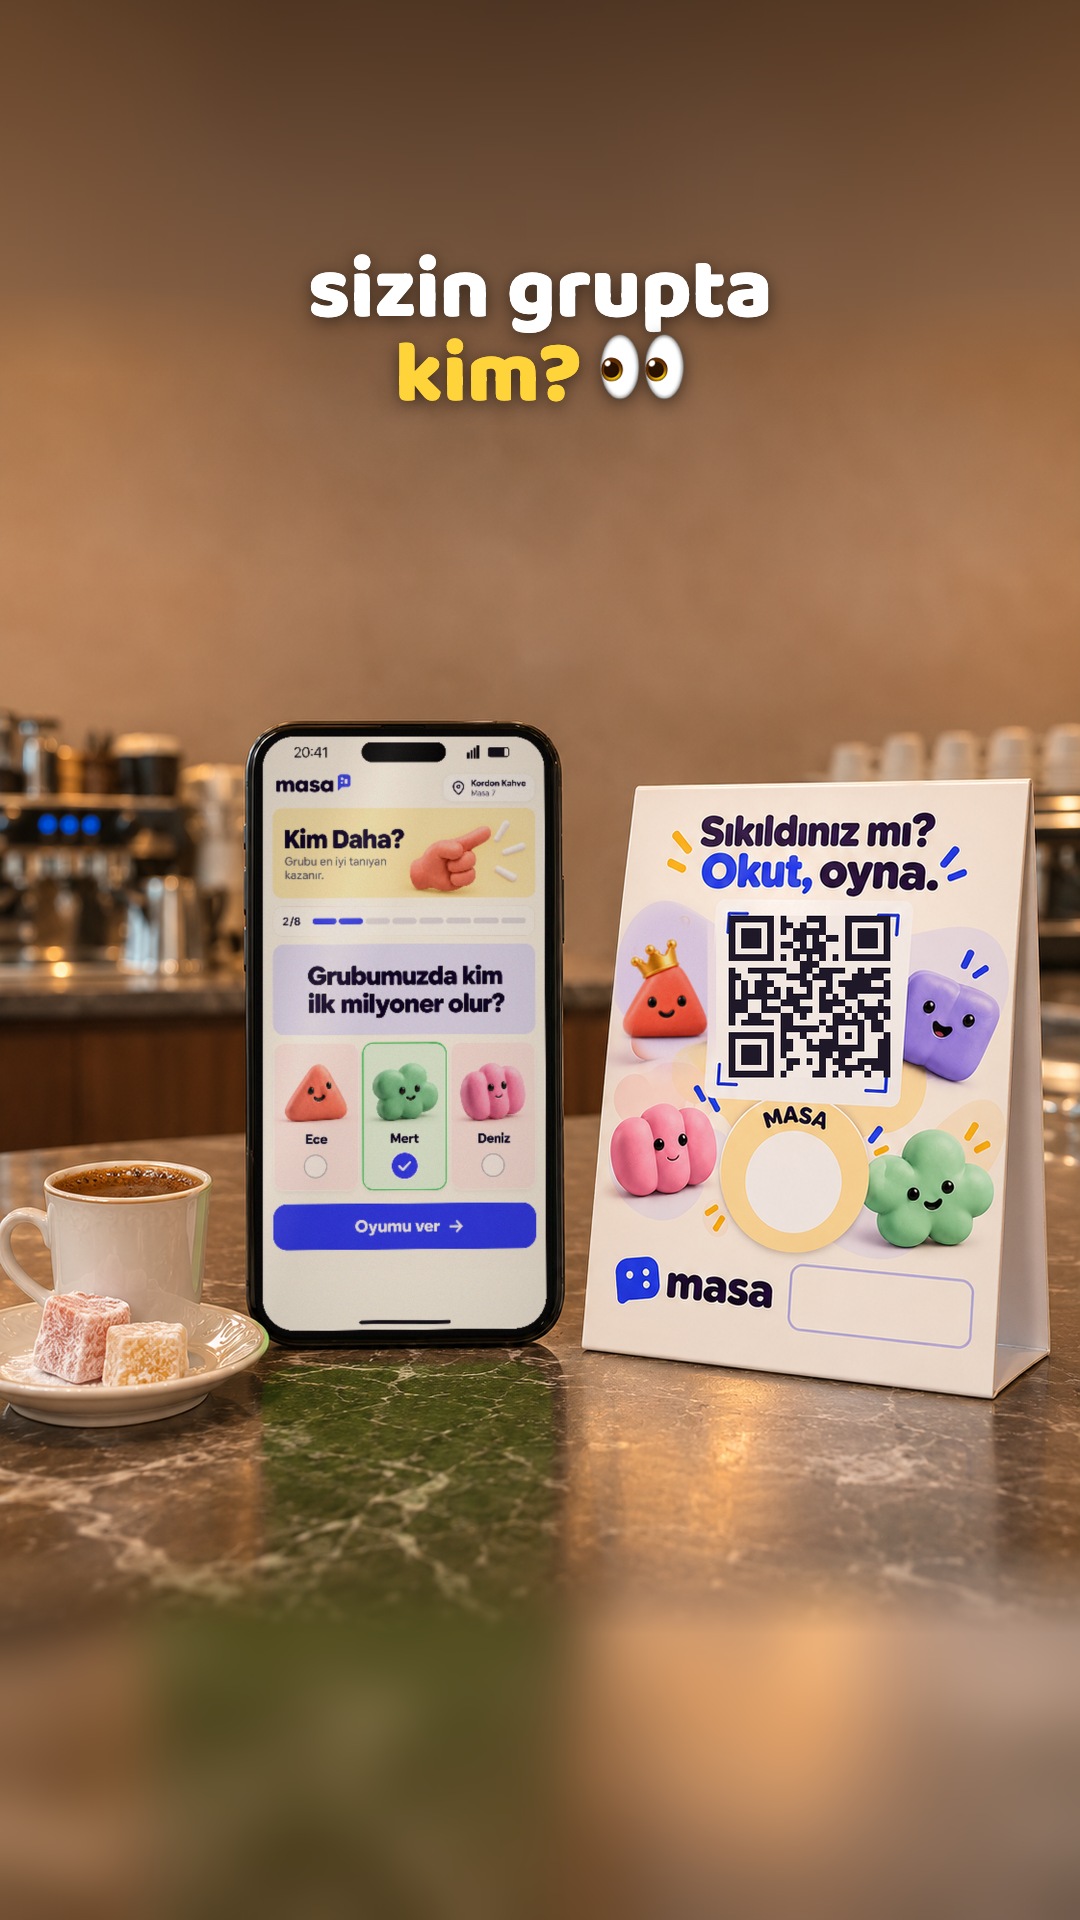 sizin grupta
kim? 👀
20:41
masa
Kordon Kahve
Masa 7
Kim Daha?
Grubu en iyi tanıyan
kazanır.
2/8
Grubumuzda kim
ilk milyoner olur?
Ece
Mert
Deniz
Oyumu ver →
Sıkıldınız mı?
Okut, oyna.
MASA
masa